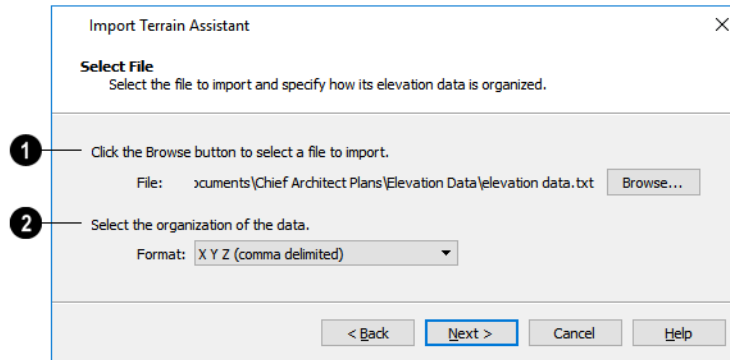 Import Terrain Assistant
Select File
Select the file to import and specify how its elevation data is organized.
1 Click the Browse button to select a file to import.
File: ocuments\Chief Architect Plans\Elevation Data\elevation data.txt Browse...
2 Select the organization of the data.
Format: X Y Z (comma delimited)
< Back Next > Cancel Help